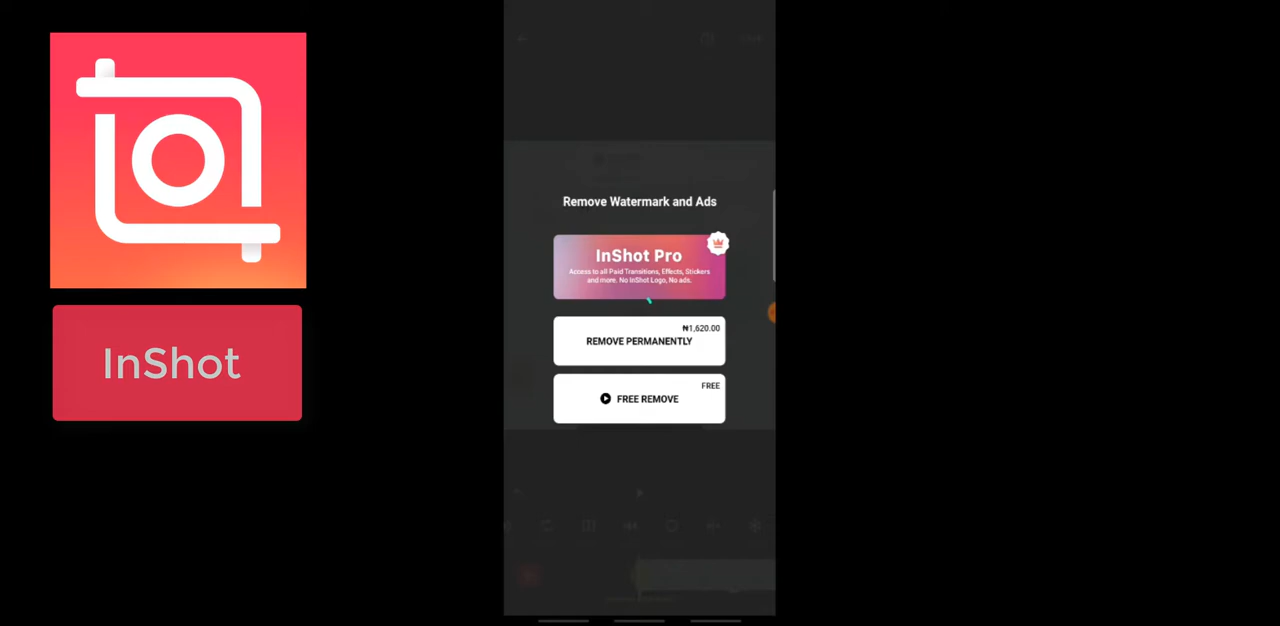 InShot
Remove Watermark and Ads
InShot Pro
Access to all Paid Transitions, Effects, Stickers
and more. No InShot Logo, No ads.
₦1,620.00
REMOVE PERMANENTLY
FREE
FREE REMOVE